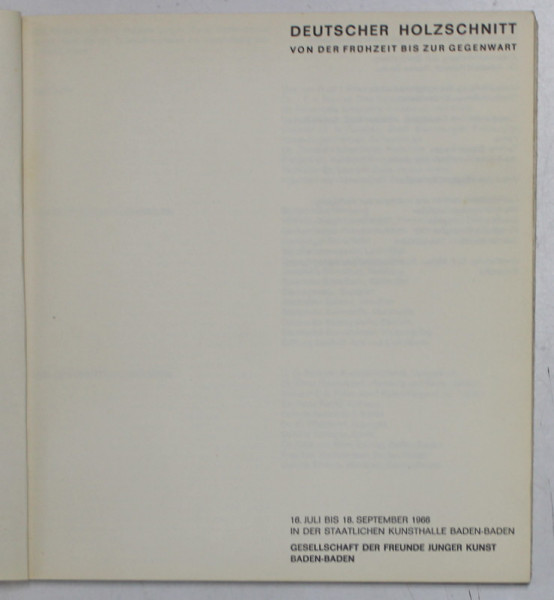 DEUTSCHER HOLZSCHNITT
VON DER FRÜHZEIT BIS ZUR GEGENWART
16. JULI BIS 18. SEPTEMBER 1966
IN DER STAATLICHEN KUNSTHALLE BADEN-BADEN
GESELLSCHAFT DER FREUNDE JUNGER KUNST
BADEN-BADEN